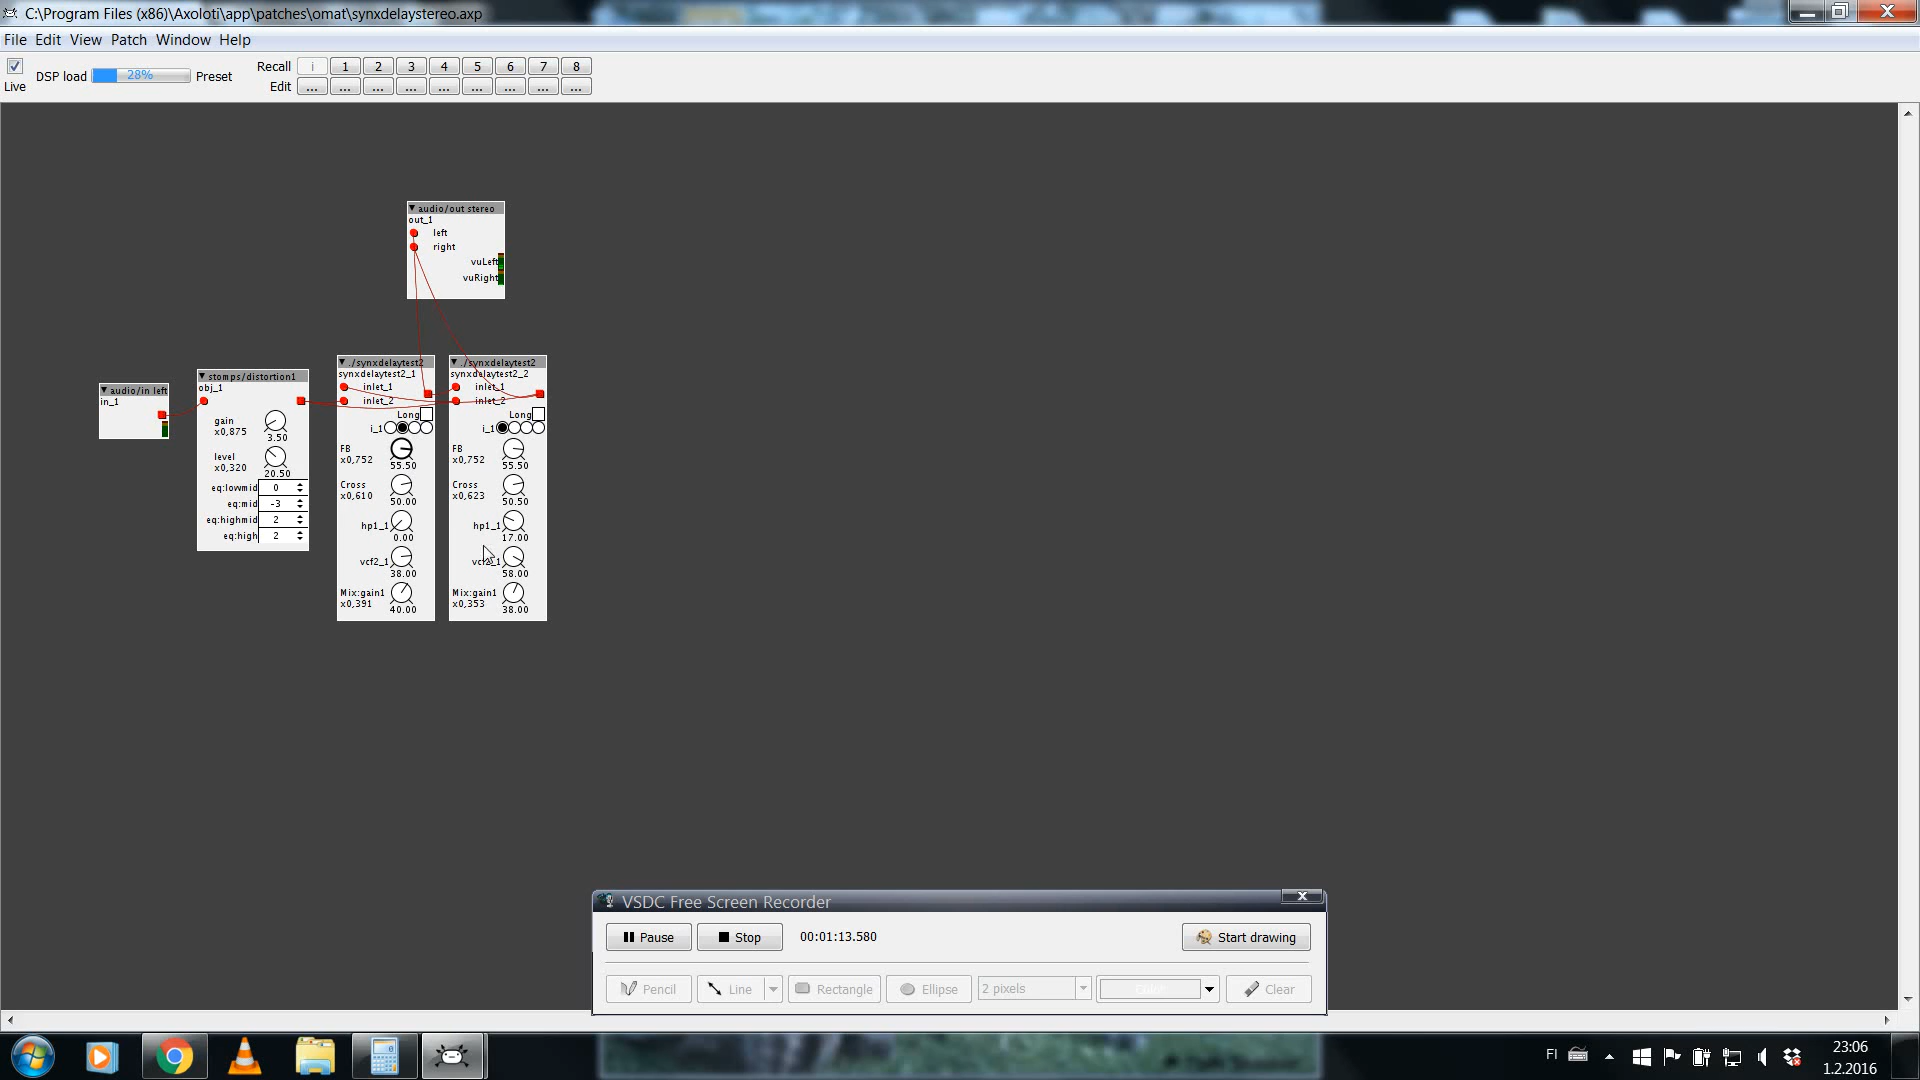 C:\Program Files (x86)\Axoloti\app\patches\omat\synxdelaystereo.axp
File Edit View Patch Window Help
Live
DSP load 28% Preset
Recall i 1 2 3 4 5 6 7 8
Edit ... ... ... ... ... ... ... ... ...
audio/out stereo
out_1
left
right
vuLeft
vuRight
audio/in left
in_1
stomps/distortion1
obj_1
gain
x0,875
3.50
level
x0,320
20.50
eq:lowmid 0
eq:mid -3
eq:highmid 2
eq:high 2
./synxdelaytest2
synxdelaytest2_1
inlet_1
inlet_2
Long
i_1
FB
x0,752
55.50
Cross
x0,610
50.00
hp1_1
0.00
vcf2_1
38.00
Mix:gain1
x0,391
40.00
./synxdelaytest2
synxdelaytest2_2
inlet_1
inlet_2
Long
i_1
FB
x0,752
55.50
Cross
x0,623
50.50
hp1_1
17.00
vcf2_1
58.00
Mix:gain1
x0,353
38.00
VSDC Free Screen Recorder
Pause Stop 00:01:13.580 Start drawing
Pencil Line Rectangle Ellipse 2 pixels Color Clear
FI
23:06
1.2.2016